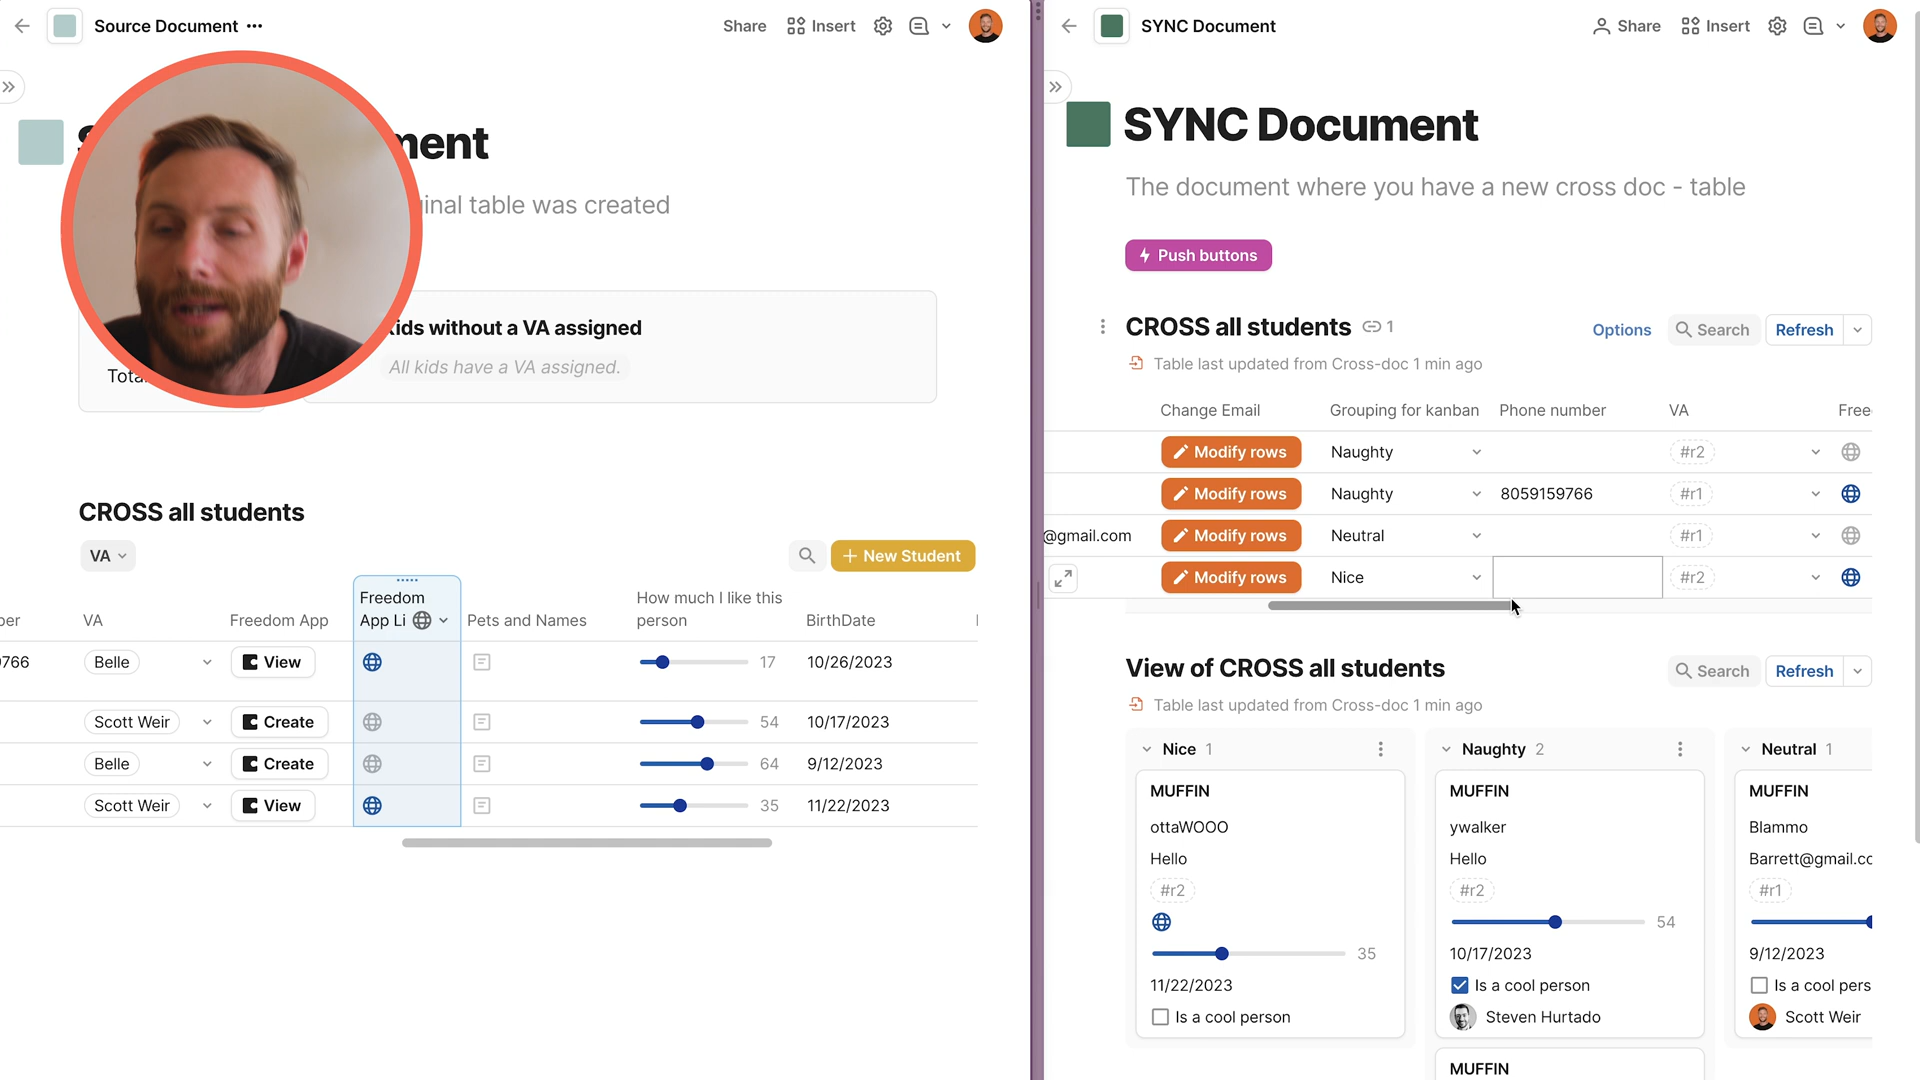 Source Document
Share
Insert
ment
ginal table was created
Kids without a VA assigned
All kids have a VA assigned.
CROSS all students
VA
New Student
VA
Freedom App
Freedom
App Li
Pets and Names
How much I like this
person
BirthDate
9766
Belle
View
17
10/26/2023
Scott Weir
Create
54
10/17/2023
Belle
Create
64
9/12/2023
Scott Weir
View
35
11/22/2023
SYNC Document
Share
Insert
SYNC Document
The document where you have a new cross doc - table
Push buttons
CROSS all students 1
Options
Search
Refresh
Table last updated from Cross-doc 1 min ago
Change Email
Grouping for kanban
Phone number
VA
Free
Modify rows
Naughty
#r2
Modify rows
Naughty
8059159766
#r1
@gmail.com
Modify rows
Neutral
#r1
Modify rows
Nice
#r2
View of CROSS all students
Search
Refresh
Table last updated from Cross-doc 1 min ago
Nice 1
MUFFIN
ottaWOOO
Hello
#r2
35
11/22/2023
Is a cool person
Naughty 2
MUFFIN
ywalker
Hello
#r2
54
10/17/2023
Is a cool person
Steven Hurtado
MUFFIN
Neutral 1
MUFFIN
Blammo
Barrett@gmail.cc
#r1
9/12/2023
Is a cool pers
Scott Weir